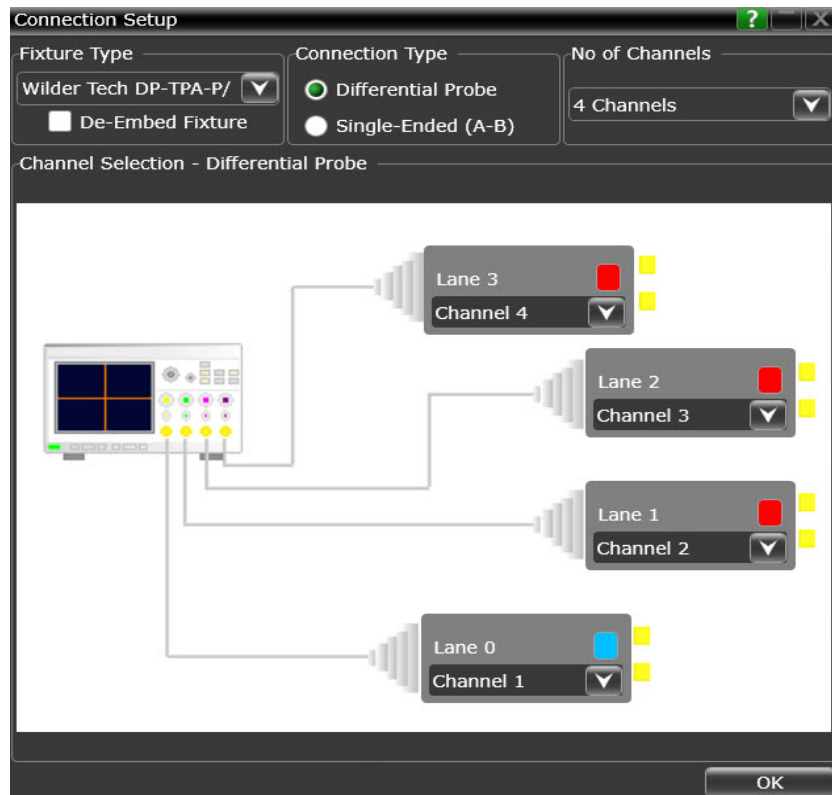 Connection Setup
?
X
Fixture Type
Connection Type
No of Channels
Wilder Tech DP-TPA-P/
Differential Probe
4 Channels
De-Embed Fixture
Single-Ended (A-B)
Channel Selection - Differential Probe
Lane 3
Channel 4
Lane 2
Channel 3
Lane 1
Channel 2
Lane 0
Channel 1
OK